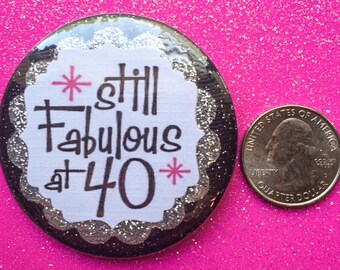 still
Fabulous
at 40
UNITED STATES OF AMERICA
LIBERTY
QUARTER DOLLAR